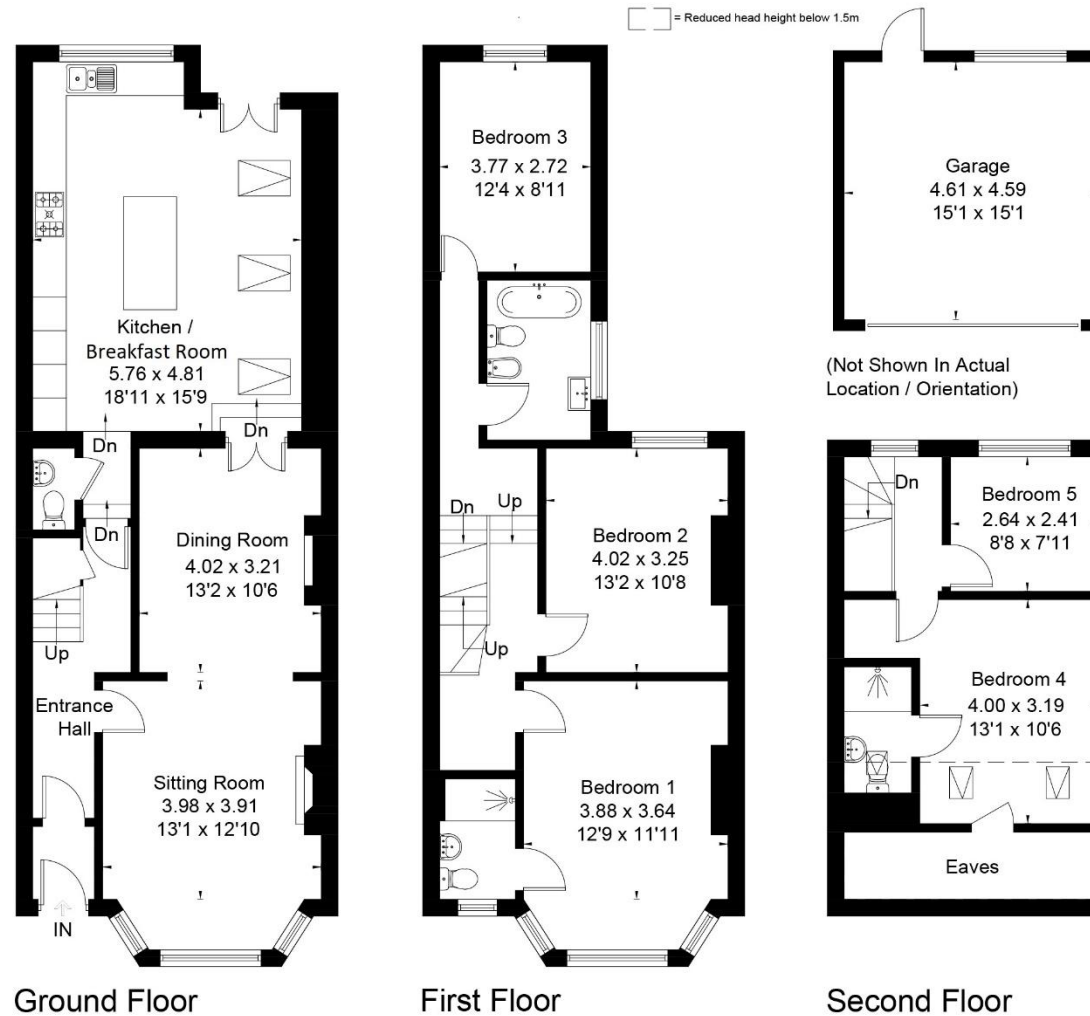 = Reduced head height below 1.5m
Kitchen /
Breakfast Room
5.76 x 4.81
18'11 x 15'9
Dn
Dn
Dn
Dining Room
4.02 x 3.21
13'2 x 10'6
Up
Entrance
Hall
Sitting Room
3.98 x 3.91
13'1 x 12'10
IN
Ground Floor
Bedroom 3
3.77 x 2.72
12'4 x 8'11
Dn
Up
Bedroom 2
4.02 x 3.25
13'2 x 10'8
Up
Bedroom 1
3.88 x 3.64
12'9 x 11'11
First Floor
Garage
4.61 x 4.59
15'1 x 15'1
(Not Shown In Actual
Location / Orientation)
Dn
Bedroom 5
2.64 x 2.41
8'8 x 7'11
Bedroom 4
4.00 x 3.19
13'1 x 10'6
Eaves
Second Floor